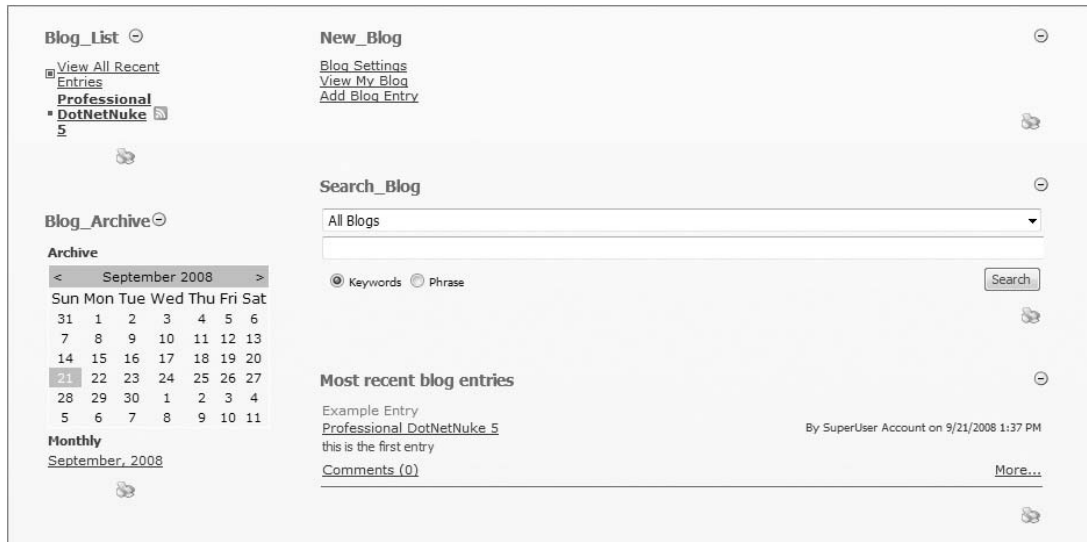 Blog_List
View All Recent
Entries
Professional
DotNetNuke
5
Blog_Archive
Archive
< September 2008 >
Sun Mon Tue Wed Thu Fri Sat
31 1 2 3 4 5 6
7 8 9 10 11 12 13
14 15 16 17 18 19 20
21 22 23 24 25 26 27
28 29 30 1 2 3 4
5 6 7 8 9 10 11
Monthly
September, 2008
New_Blog
Blog Settings
View My Blog
Add Blog Entry
Search_Blog
All Blogs
Keywords Phrase
Search
Most recent blog entries
Example Entry
Professional DotNetNuke 5
By SuperUser Account on 9/21/2008 1:37 PM
this is the first entry
Comments (0)
More...